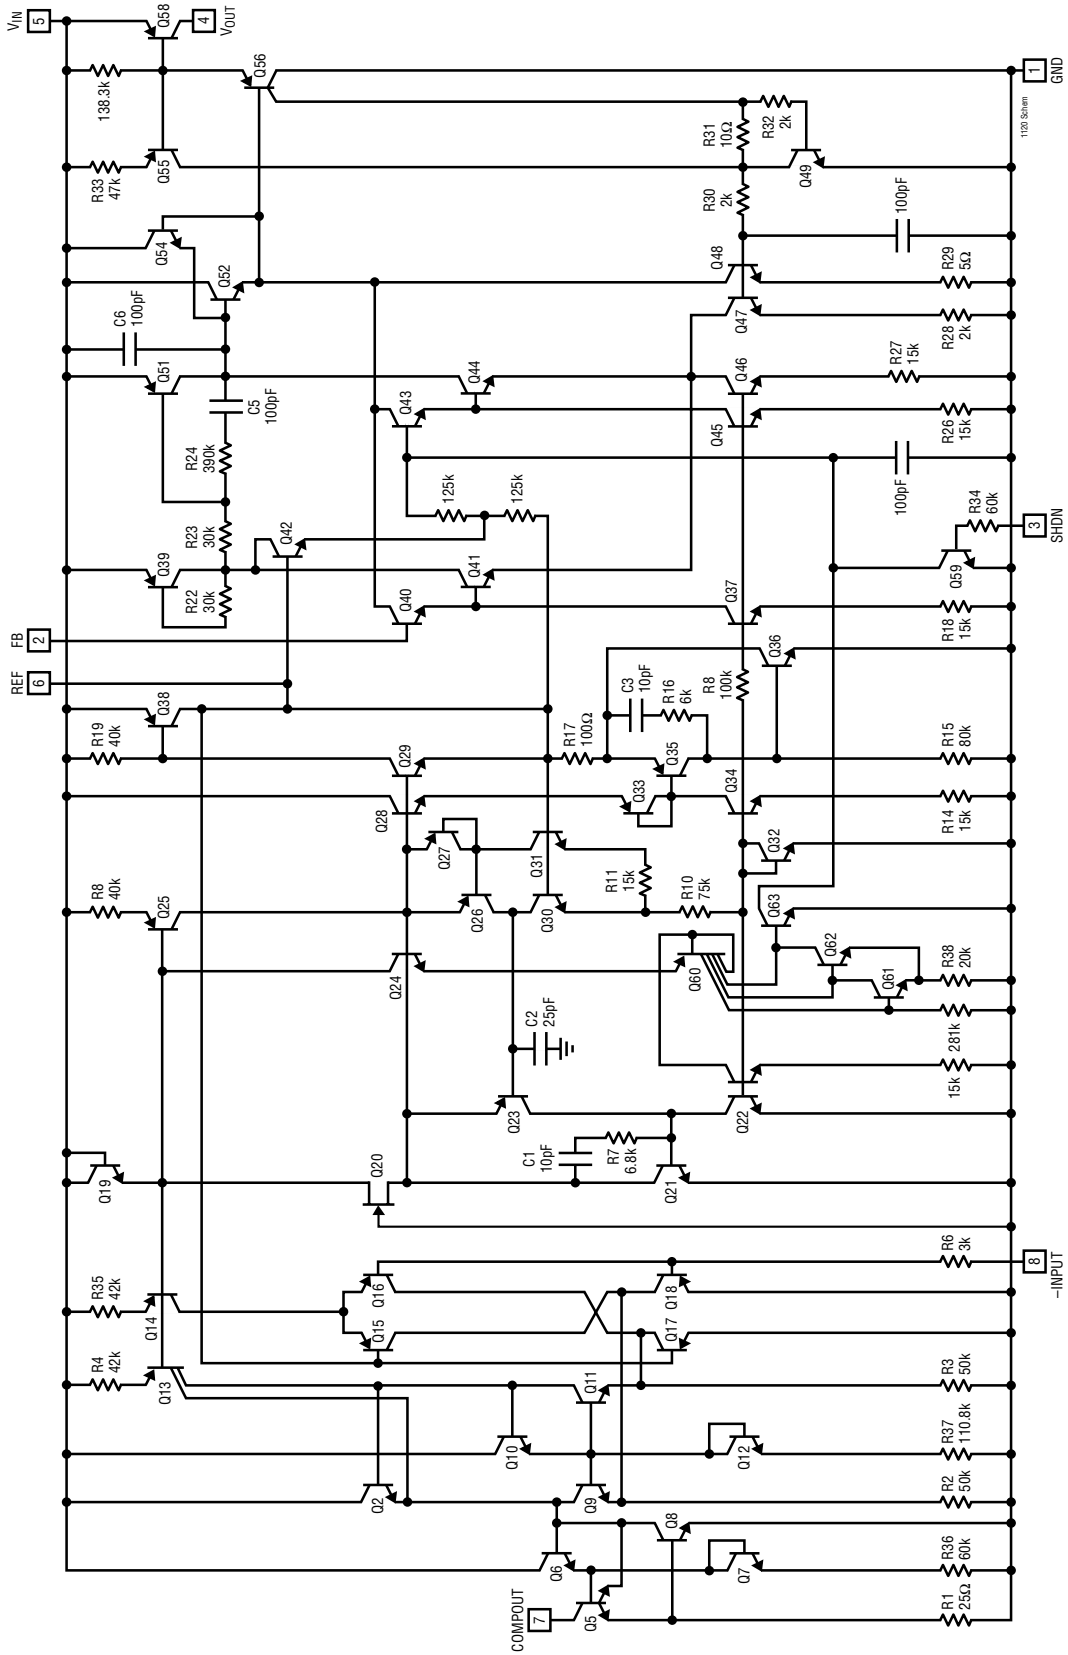 VIN
5
Q58
4
VOUT
138.3k
Q56
1
GND
1120 Schem
R33
47k
Q55
R31
10Ω
R32
2k
Q49
R30
2k
Q54
100pF
Q52
Q48
R29
5Ω
C6
100pF
Q47
R28
2k
Q51
Q44
Q46
R27
15k
C5
100pF
Q43
Q45
R26
15k
R24
390k
100pF
125k
125k
R34
60k
3
SHDN
R23
30k
Q42
Q39
Q41
Q59
R22
30k
Q40
Q37
R18
15k
FB
2
Q36
REF
6
Q38
C3
10pF
R16
6k
R8
100k
R19
40k
Q29
R17
100Ω
Q35
R15
80k
Q28
Q33
Q34
R14
15k
Q27
Q31
Q32
R8
40k
Q25
Q26
Q30
R11
15k
R10
75k
Q63
Q62
Q24
Q60
Q61
R38
20k
281k
C2
25pF
15k
Q23
Q22
C1
10pF
R7
6.8k
Q19
Q20
Q21
R6
3k
8
–INPUT
R35
42k
Q14
Q16
Q18
Q15
Q17
R4
42k
Q13
Q11
R3
50k
Q10
Q12
R37
110.8k
Q2
Q9
R2
50k
Q8
Q6
Q7
R36
60k
COMPOUT
7
Q5
R1
25Ω